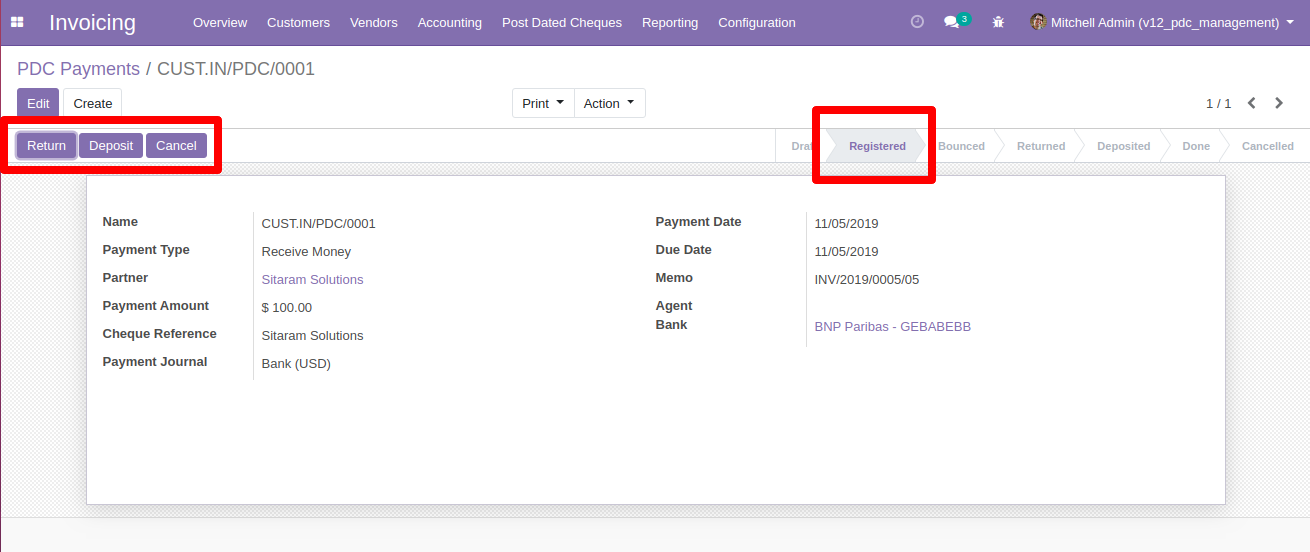 Invoicing Overview Customers Vendors Accounting Post Dated Cheques Reporting Configuration 3 Mitchell Admin (v12_pdc_management)
PDC Payments / CUST.IN/PDC/0001
Edit Create Print Action 1 / 1
Return Deposit Cancel Registered Bounced Returned Deposited Done Cancelled
Name CUST.IN/PDC/0001 Payment Date 11/05/2019
Payment Type Receive Money Due Date 11/05/2019
Partner Sitaram Solutions Memo INV/2019/0005/05
Payment Amount $ 100.00 Agent
Cheque Reference Sitaram Solutions Bank BNP Paribas - GEBABEBB
Payment Journal Bank (USD)